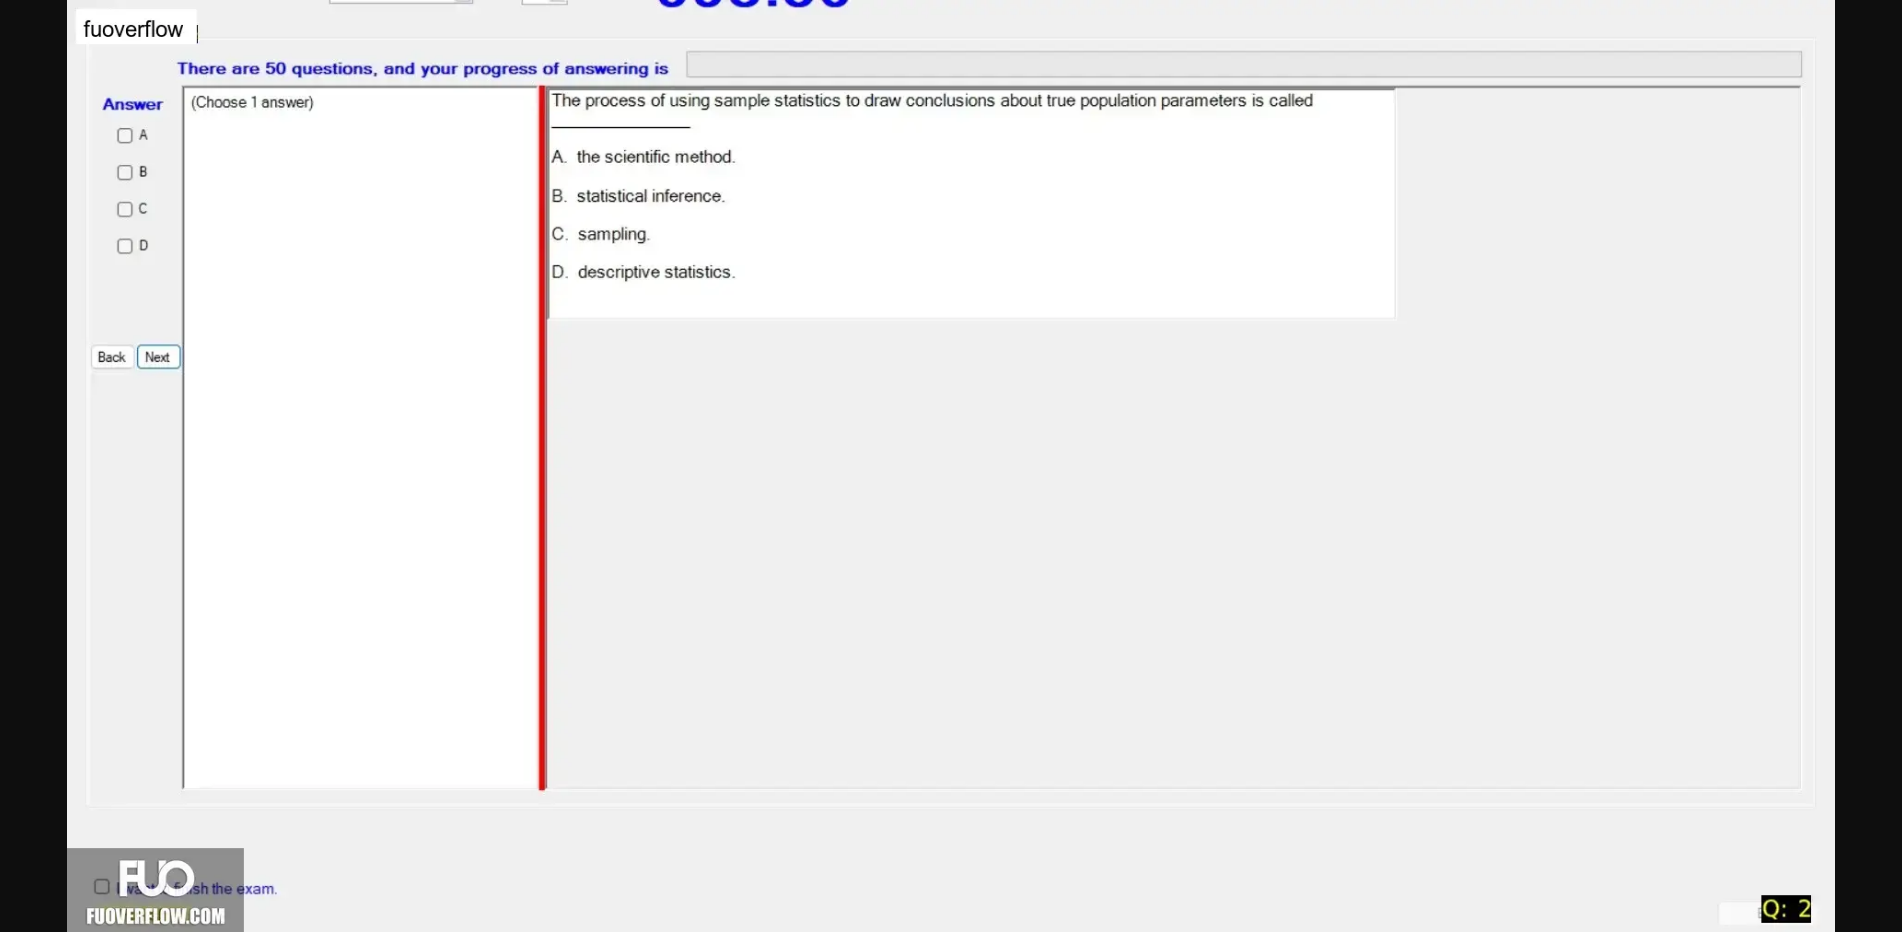 fuoverflow
There are 50 questions, and your progress of answering is
Answer
A
B
C
D
Back
Next
(Choose 1 answer)
The process of using sample statistics to draw conclusions about true population parameters is called
_______________
A. the scientific method.
B. statistical inference.
C. sampling.
D. descriptive statistics.
sh the exam.
FUO
FUOVERFLOW.COM
Q: 2